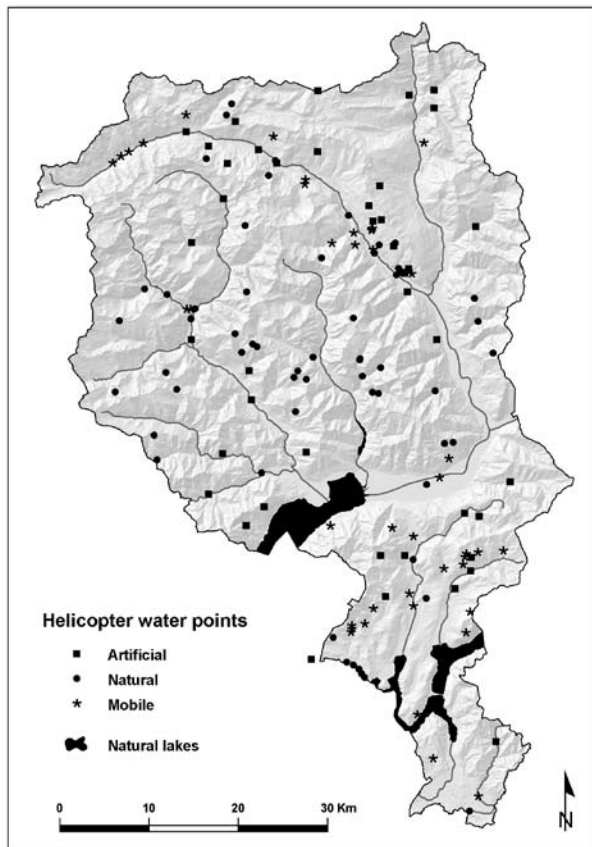 Helicopter water points
Artificial
Natural
Mobile
Natural lakes
0 10 20 30 Km
N